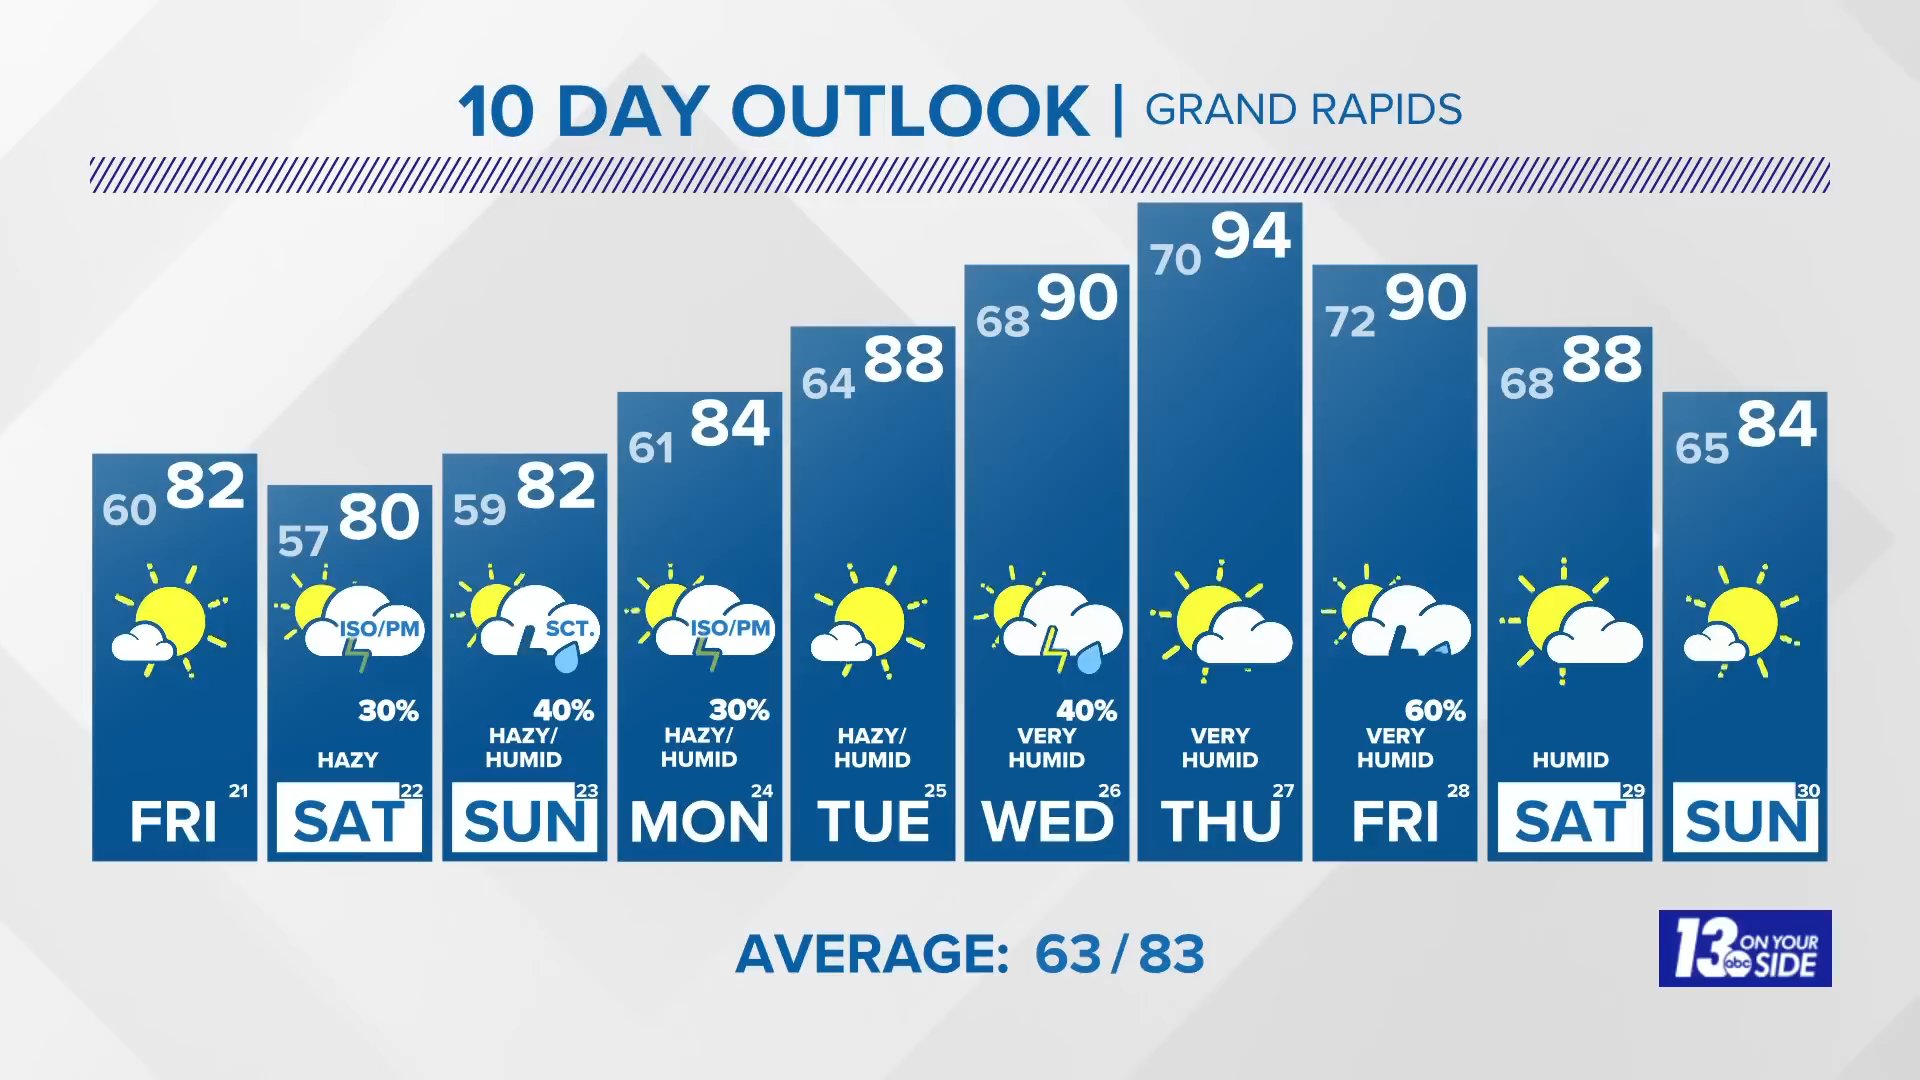 10 DAY OUTLOOK | GRAND RAPIDS
60 82
FRI 21
57 80
ISO/PM
30%
HAZY
SAT 22
59 82
SCT.
40%
HAZY/
HUMID
SUN 23
61 84
ISO/PM
30%
HAZY/
HUMID
MON 24
64 88
HAZY/
HUMID
TUE 25
68 90
40%
VERY
HUMID
WED 26
70 94
VERY
HUMID
THU 27
72 90
60%
VERY
HUMID
FRI 28
68 88
HUMID
SAT 29
65 84
SUN 30
AVERAGE: 63 / 83
13 ON YOUR
abc SIDE